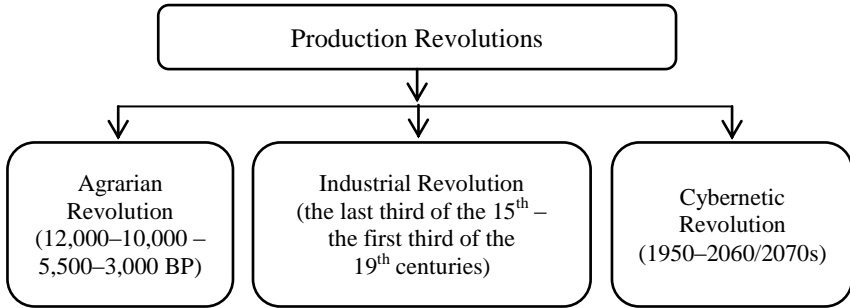 Production Revolutions
Agrarian
Revolution
(12,000–10,000 –
5,500–3,000 BP)
Industrial Revolution
(the last third of the 15th –
the first third of the
19th centuries)
Cybernetic
Revolution
(1950–2060/2070s)